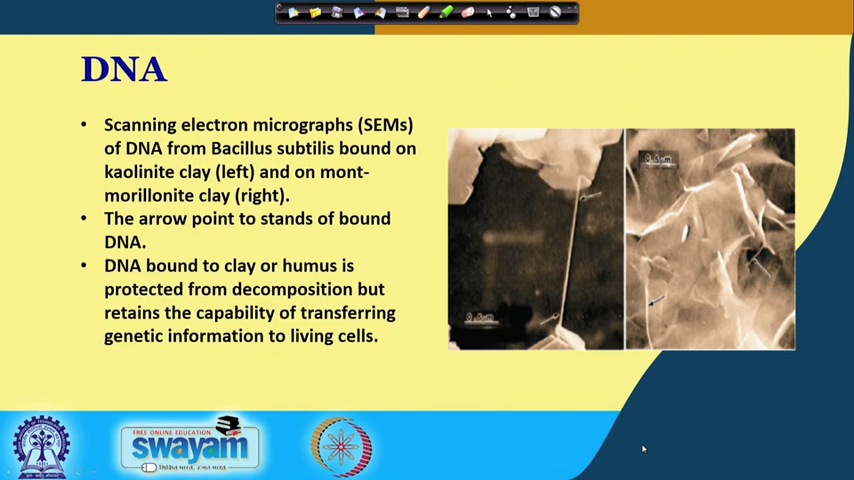 DNA
• Scanning electron micrographs (SEMs)
of DNA from Bacillus subtilis bound on
kaolinite clay (left) and on mont-
morillonite clay (right).
• The arrow point to stands of bound
DNA.
• DNA bound to clay or humus is
protected from decomposition but
retains the capability of transferring
genetic information to living cells.
0.5μm
FREE ONLINE EDUCATION
swayam